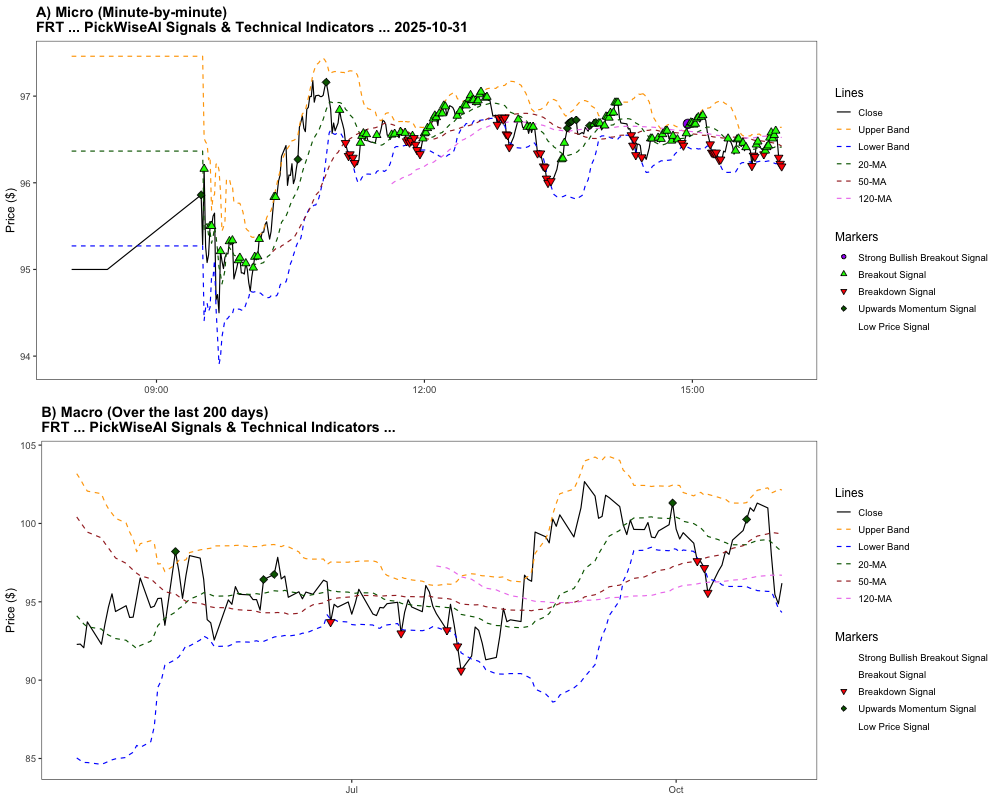 A) Micro (Minute-by-minute)
FRT ... PickWiseAI Signals & Technical Indicators ... 2025-10-31
Price ($)
97
96
95
94
09:00
12:00
15:00
Lines
Close
Upper Band
Lower Band
20-MA
50-MA
120-MA
Markers
Strong Bullish Breakout Signal
Breakout Signal
Breakdown Signal
Upwards Momentum Signal
Low Price Signal
B) Macro (Over the last 200 days)
FRT ... PickWiseAI Signals & Technical Indicators ...
Price ($)
105
100
95
90
85
Jul
Oct
Lines
Close
Upper Band
Lower Band
20-MA
50-MA
120-MA
Markers
Strong Bullish Breakout Signal
Breakout Signal
Breakdown Signal
Upwards Momentum Signal
Low Price Signal